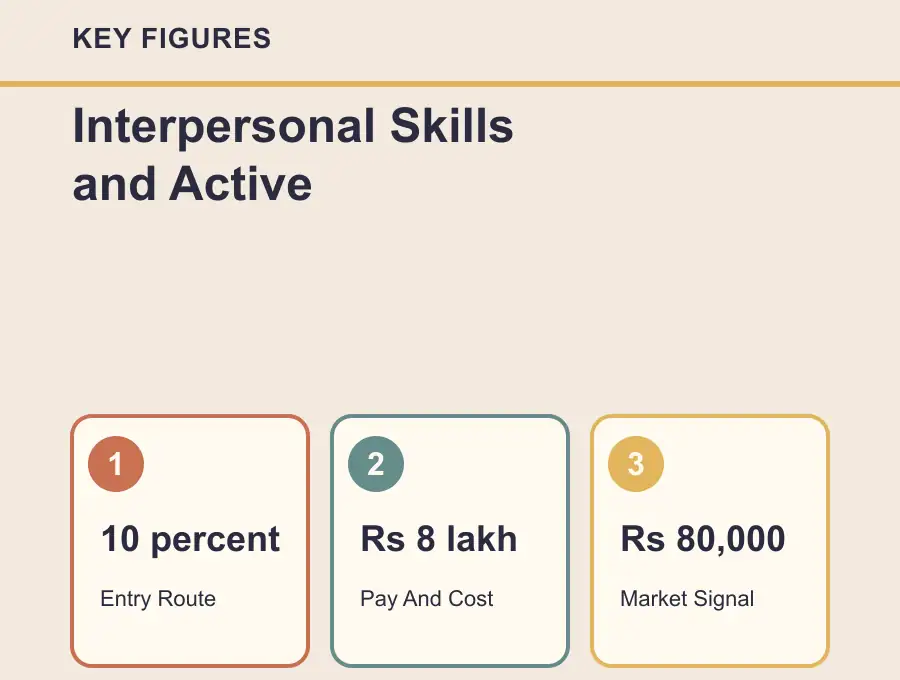 KEY FIGURES
Interpersonal Skills
and Active
1
10 percent
Entry Route
2
Rs 8 lakh
Pay And Cost
3
Rs 80,000
Market Signal